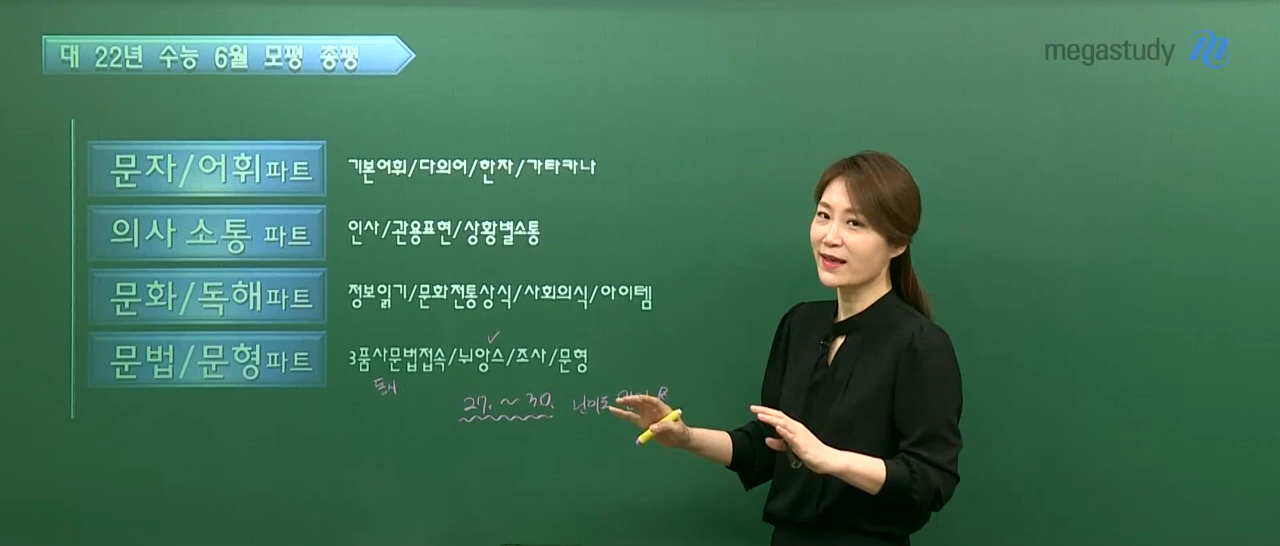 대 22년 수능 6월 모평 총평
megastudy
문자/어휘파트
기본어휘/다의어/한자/가타카나
의사 소통 파트
인사/관용표현/상황별소통
문화/독해파트
정보읽기/문화전통상식/사회의식/아이템
문법/문형파트
3품사문법접속/뉘앙스/조사/문형
동사
27. ~ 30. 난이도